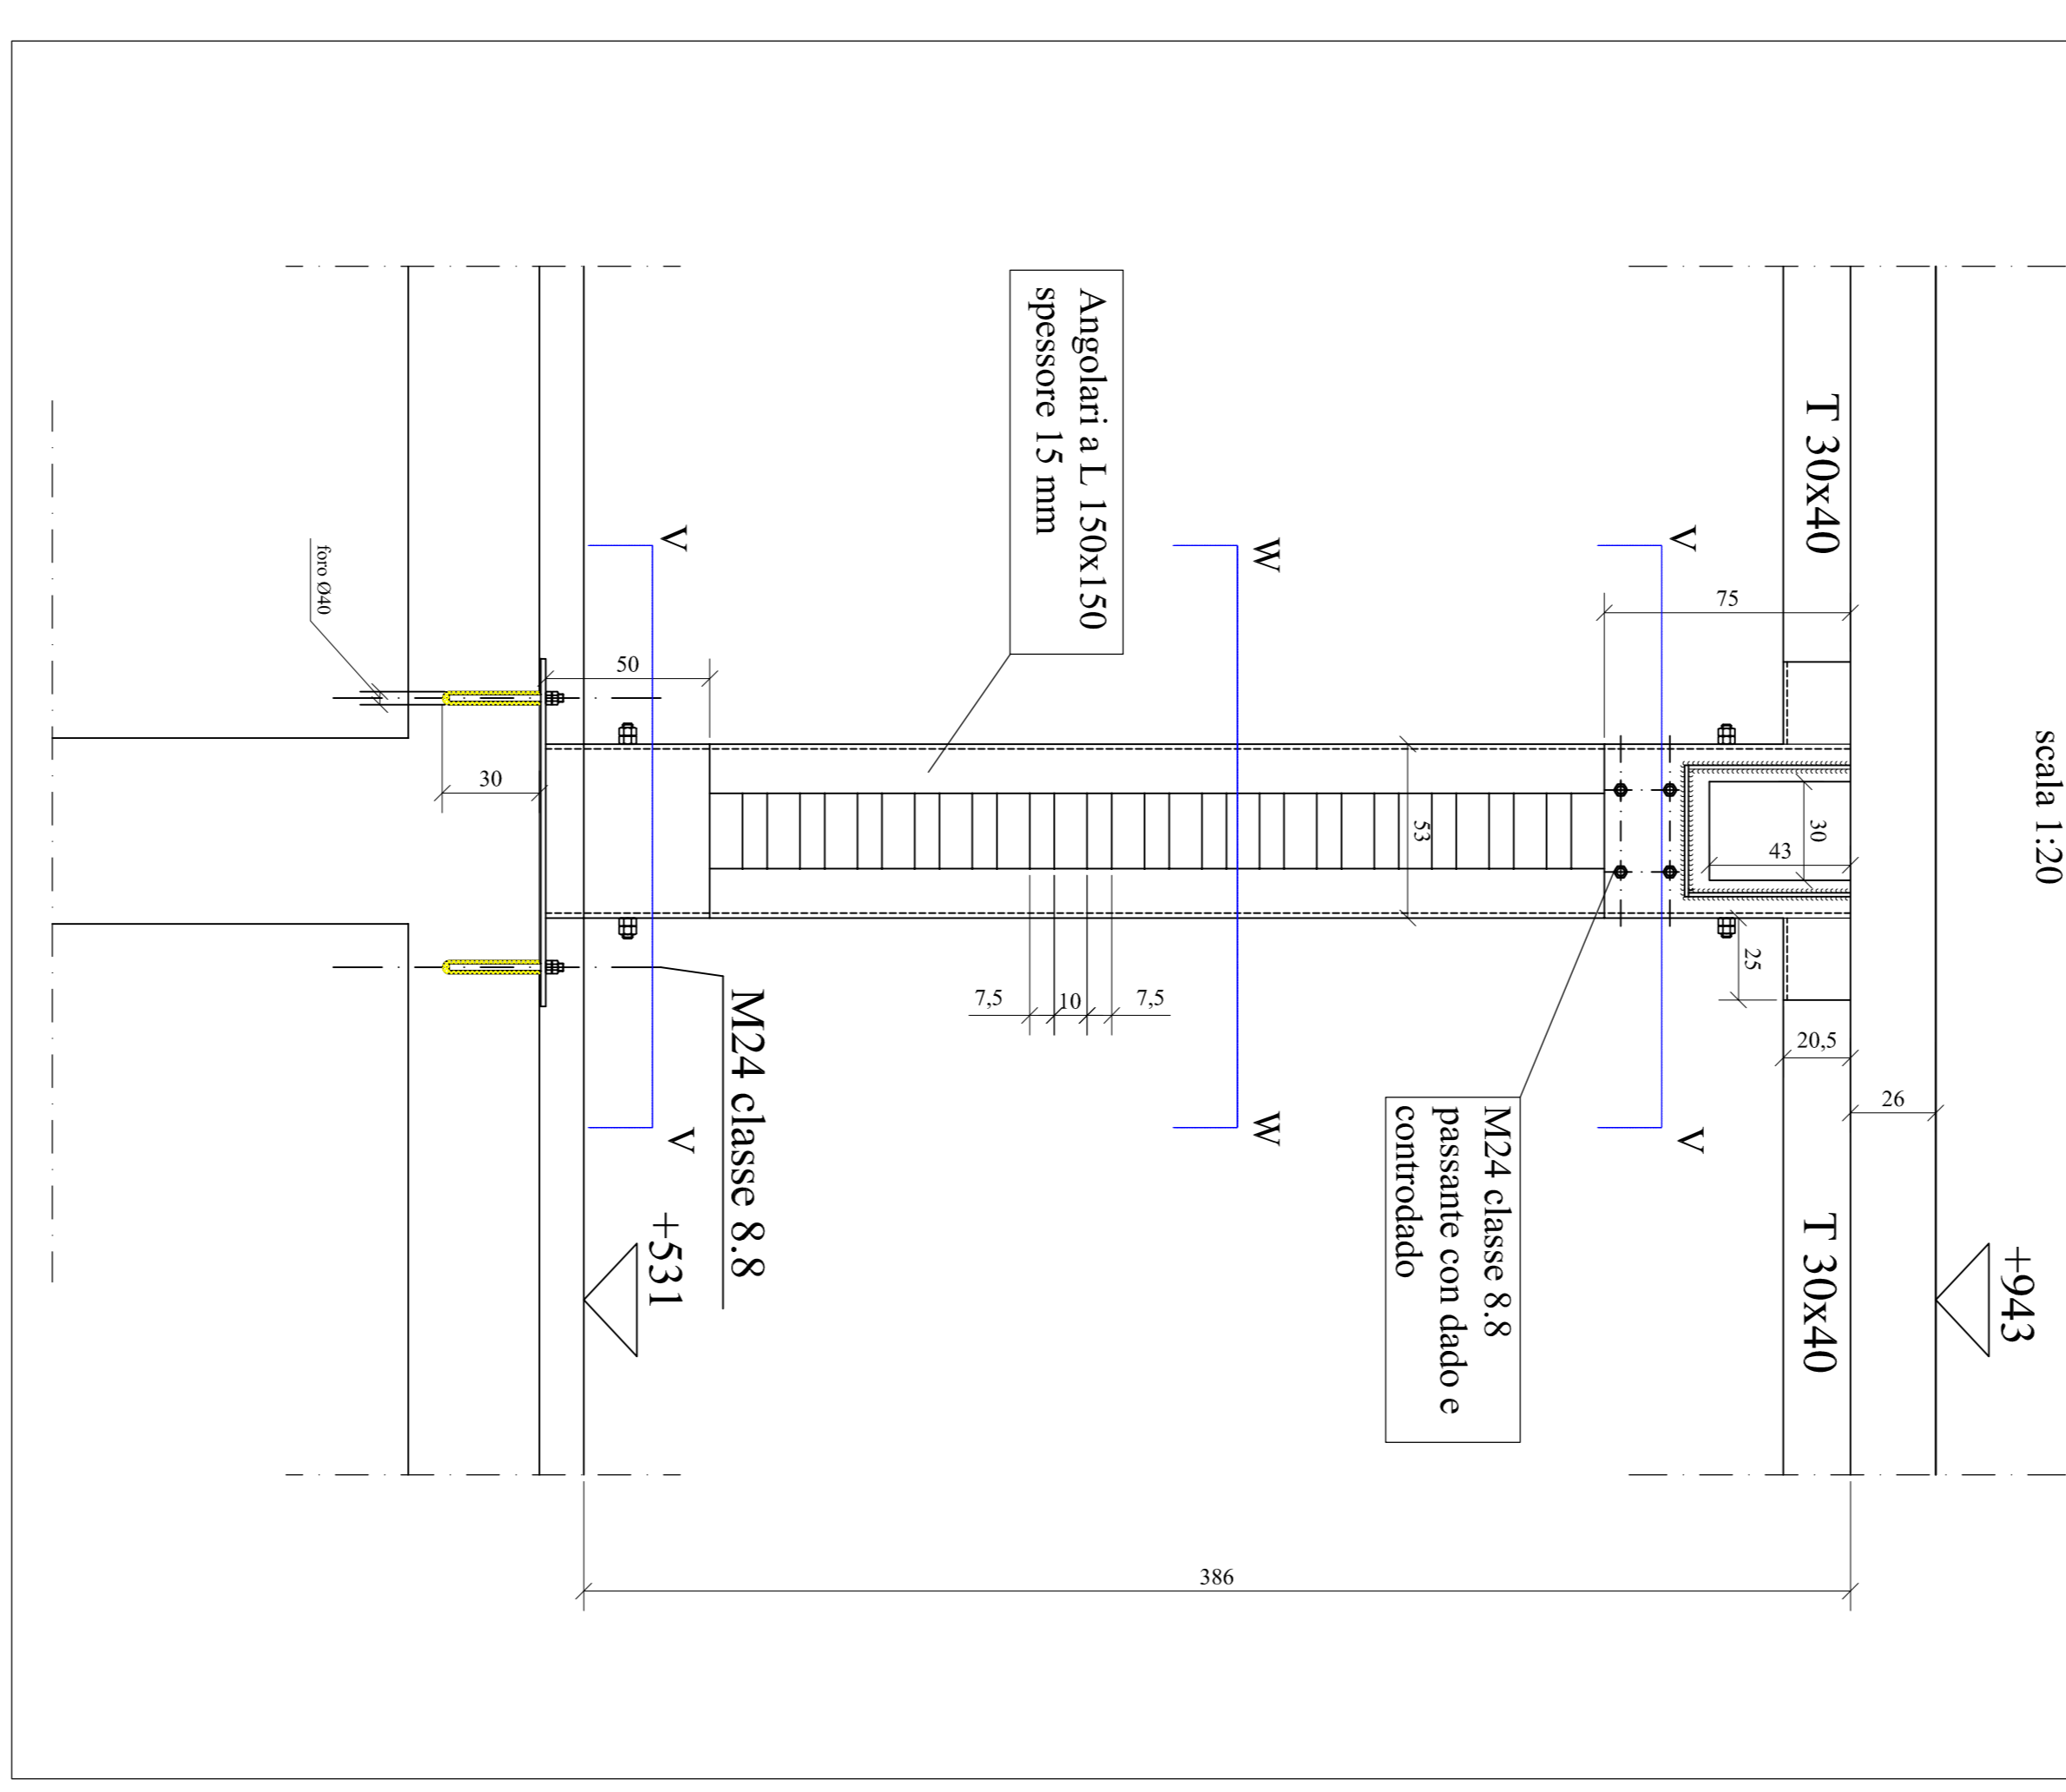 scala 1:20
+943
T 30x40
T 30x40
26
20,5
25
43
30
75
V
V
M24 classe 8.8
passante con dado e
controdado
53
W
W
Angolari a L 150x150
spessore 15 mm
7,5
10
7,5
386
50
V
V
M24 classe 8.8
+531
30
foro Ø40